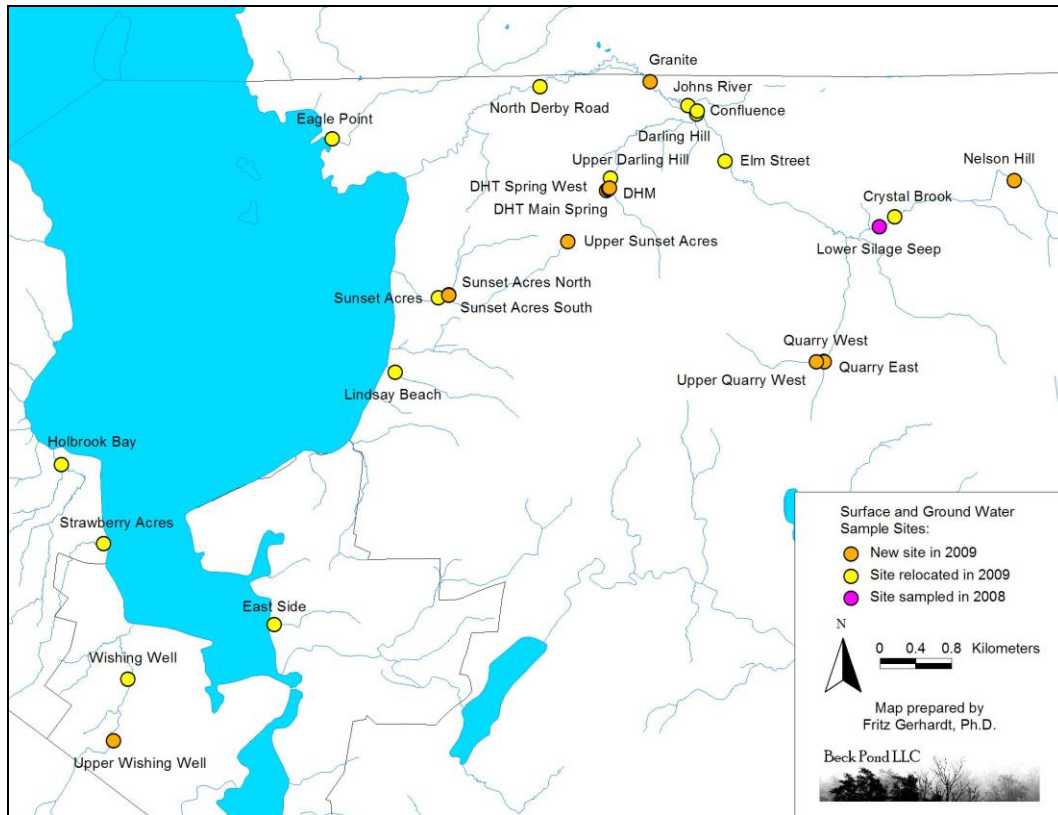 Granite
Johns River
North Derby Road
Confluence
Eagle Point
Darling Hill
Upper Darling Hill
Elm Street
Nelson Hill
DHT Spring West
DHM
Crystal Brook
DHT Main Spring
Upper Sunset Acres
Lower Silage Seep
Sunset Acres North
Sunset Acres
Sunset Acres South
Quarry West
Upper Quarry West
Quarry East
Lindsay Beach
Holbrook Bay
Strawberry Acres
East Side
Wishing Well
Upper Wishing Well
Surface and Ground Water
Sample Sites:
New site in 2009
Site relocated in 2009
Site sampled in 2008
N
0 0.4 0.8 Kilometers
Map prepared by
Fritz Gerhardt, Ph.D.
Beck Pond LLC